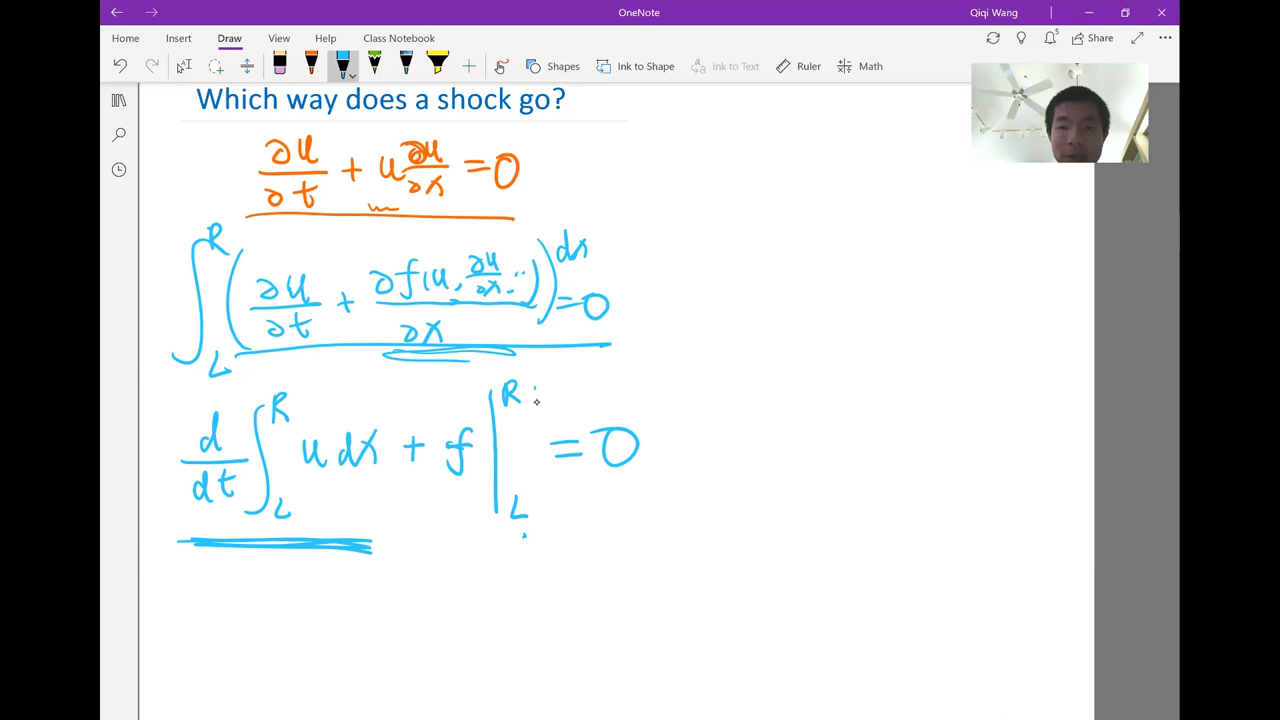 OneNote
Qiqi Wang
Home Insert Draw View Help Class Notebook
5
Share
Shapes Ink to Shape Ink to Text Ruler Math
Which way does a shock go?
∂u/∂t + u ∂u/∂x = 0
∫_L^R (∂u/∂t + ∂f(u, ∂u/∂x, ..)/∂x) dx = 0
d/dt ∫_L^R u dx + f |_L^R = 0